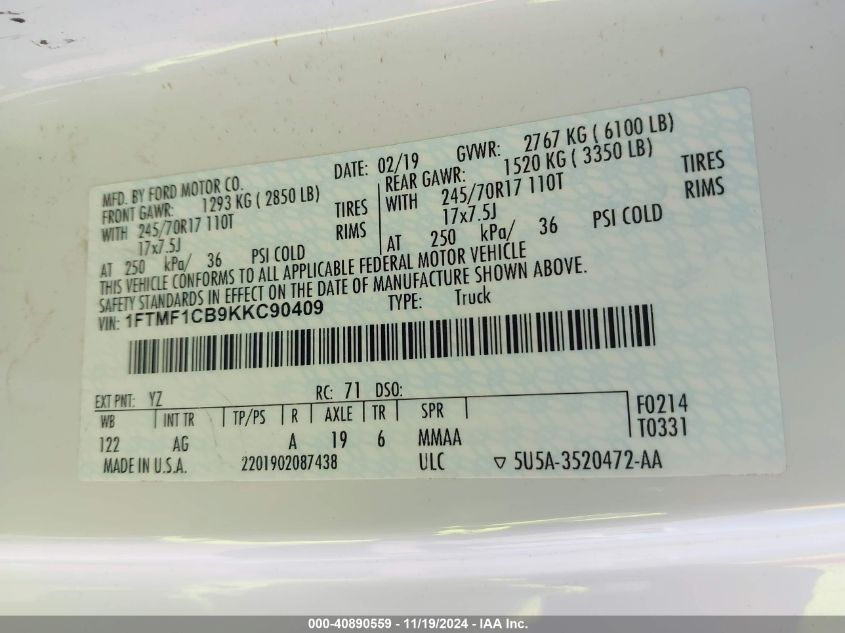 MFD. BY FORD MOTOR CO. DATE: 02/19 GVWR: 2767 KG ( 6100 LB)
FRONT GAWR: 1293 KG ( 2850 LB) REAR GAWR: 1520 KG ( 3350 LB)
WITH 245/70R17 110T TIRES WITH 245/70R17 110T TIRES
17x7.5J RIMS 17x7.5J RIMS
AT 250 kPa/ 36 PSI COLD AT 250 kPa/ 36 PSI COLD
THIS VEHICLE CONFORMS TO ALL APPLICABLE FEDERAL MOTOR VEHICLE
SAFETY STANDARDS IN EFFECT ON THE DATE OF MANUFACTURE SHOWN ABOVE.
VIN: 1FTMF1CB9KKC90409 TYPE: Truck
EXT PNT: YZ RC: 71 DSO:
WB INT TR TP/PS R AXLE TR SPR F0214
122 AG A 19 6 MMAA T0331
MADE IN U.S.A. 2201902087438 ULC ▽ 5U5A-3520472-AA
000-40890559 - 11/19/2024 - IAA Inc.